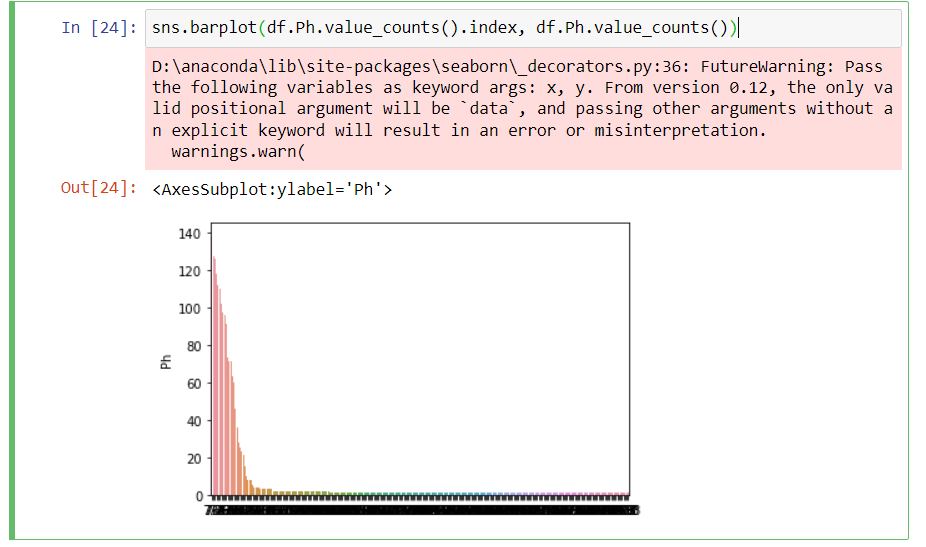 In [24]: sns.barplot(df.Ph.value_counts().index, df.Ph.value_counts())
D:\anaconda\lib\site-packages\seaborn\_decorators.py:36: FutureWarning: Pass
the following variables as keyword args: x, y. From version 0.12, the only va
lid positional argument will be `data`, and passing other arguments without a
n explicit keyword will result in an error or misinterpretation.
warnings.warn(
Out[24]: <AxesSubplot:ylabel='Ph'>
140
120
100
80
Ph
60
40
20
0